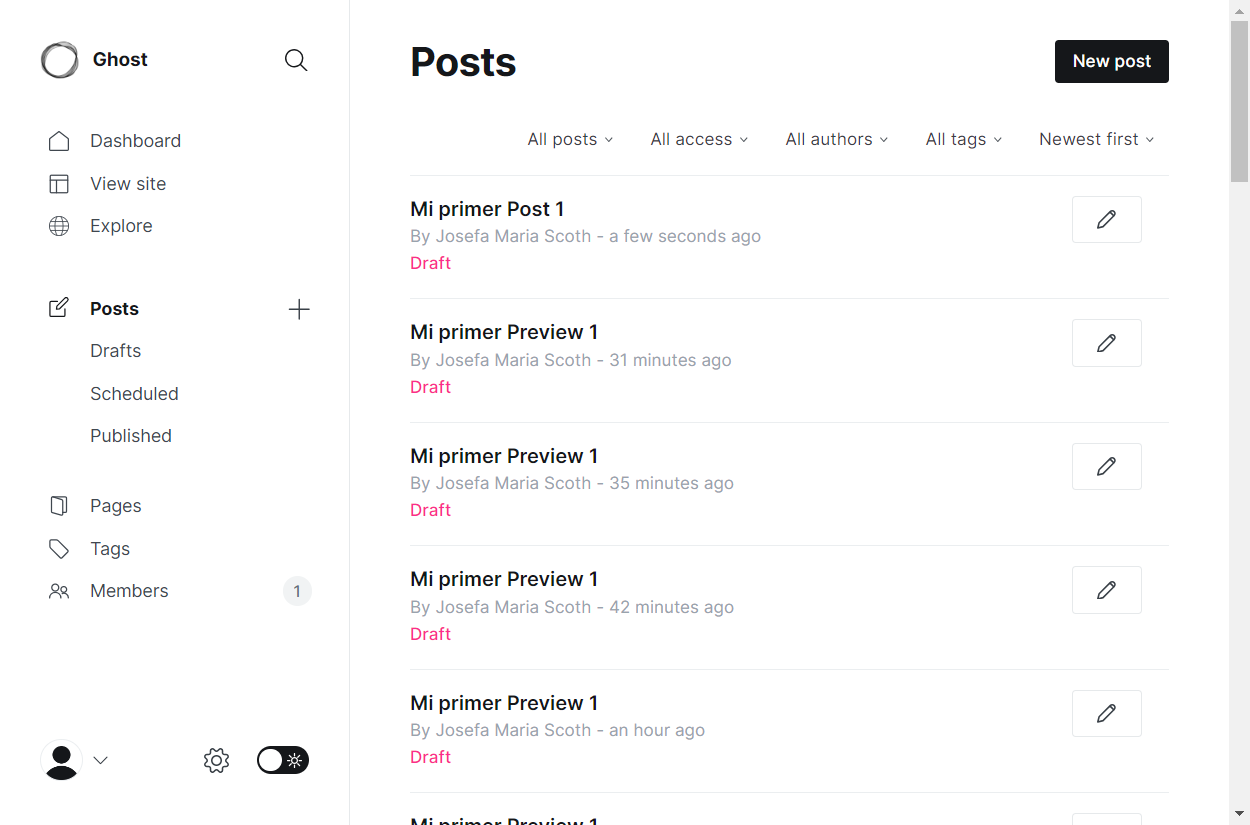 Ghost
Dashboard
View site
Explore
Posts
Drafts
Scheduled
Published
Pages
Tags
Members 1
Posts
New post
All posts All access All authors All tags Newest first
Mi primer Post 1
By Josefa Maria Scoth - a few seconds ago
Draft
Mi primer Preview 1
By Josefa Maria Scoth - 31 minutes ago
Draft
Mi primer Preview 1
By Josefa Maria Scoth - 35 minutes ago
Draft
Mi primer Preview 1
By Josefa Maria Scoth - 42 minutes ago
Draft
Mi primer Preview 1
By Josefa Maria Scoth - an hour ago
Draft
Mi primer Preview 1